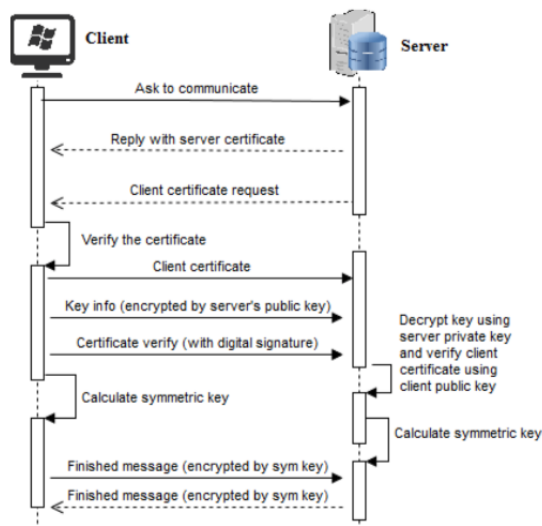 Client
Server
Ask to communicate
Reply with server certificate
Client certificate request
Verify the certificate
Client certificate
Key info (encrypted by server's public key)
Certificate verify (with digital signature)
Decrypt key using
server private key
and verify client
certificate using
client public key
Calculate symmetric key
Calculate symmetric key
Finished message (encrypted by sym key)
Finished message (encrypted by sym key)